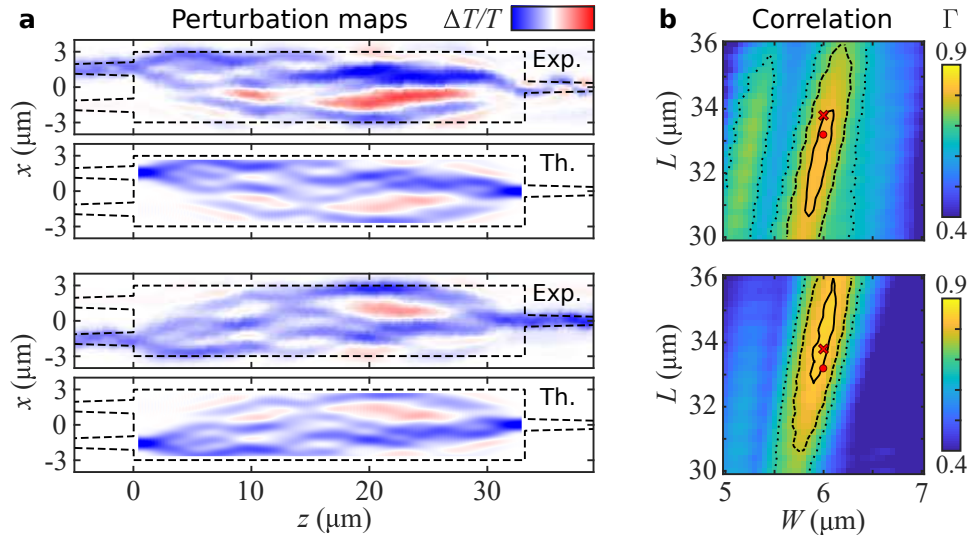 a Perturbation maps ΔT/T
3
0
-3
x (μm)
Exp.
3
0
-3
Th.
3
0
-3
x (μm)
Exp.
3
0
-3
Th.
0 10 20 30
z (μm)
b Correlation Γ
36
34
32
30
L (μm)
0.9
0.4
36
34
32
30
L (μm)
0.9
0.4
5 6 7
W (μm)